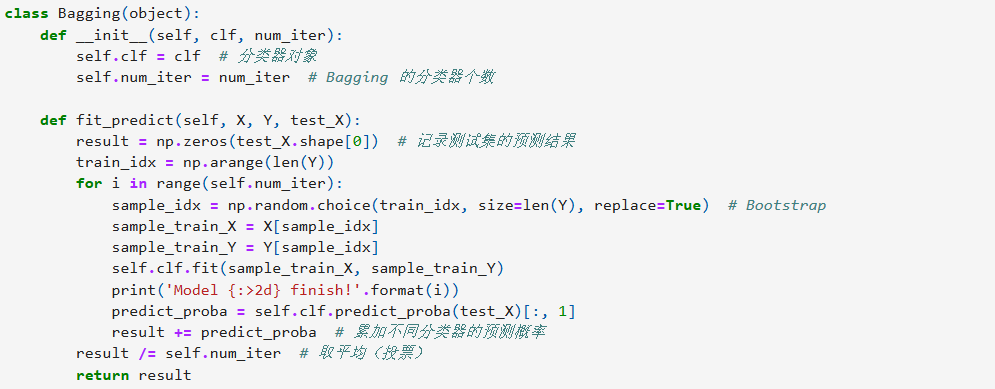 class Bagging(object):
    def __init__(self, clf, num_iter):
        self.clf = clf  # 分类器对象
        self.num_iter = num_iter  # Bagging 的分类器个数

    def fit_predict(self, X, Y, test_X):
        result = np.zeros(test_X.shape[0])  # 记录测试集的预测结果
        train_idx = np.arange(len(Y))
        for i in range(self.num_iter):
            sample_idx = np.random.choice(train_idx, size=len(Y), replace=True)  # Bootstrap
            sample_train_X = X[sample_idx]
            sample_train_Y = Y[sample_idx]
            self.clf.fit(sample_train_X, sample_train_Y)
            print('Model {:>2d} finish!'.format(i))
            predict_proba = self.clf.predict_proba(test_X)[:, 1]
            result += predict_proba  # 累加不同分类器的预测概率
        result /= self.num_iter  # 取平均（投票）
        return result